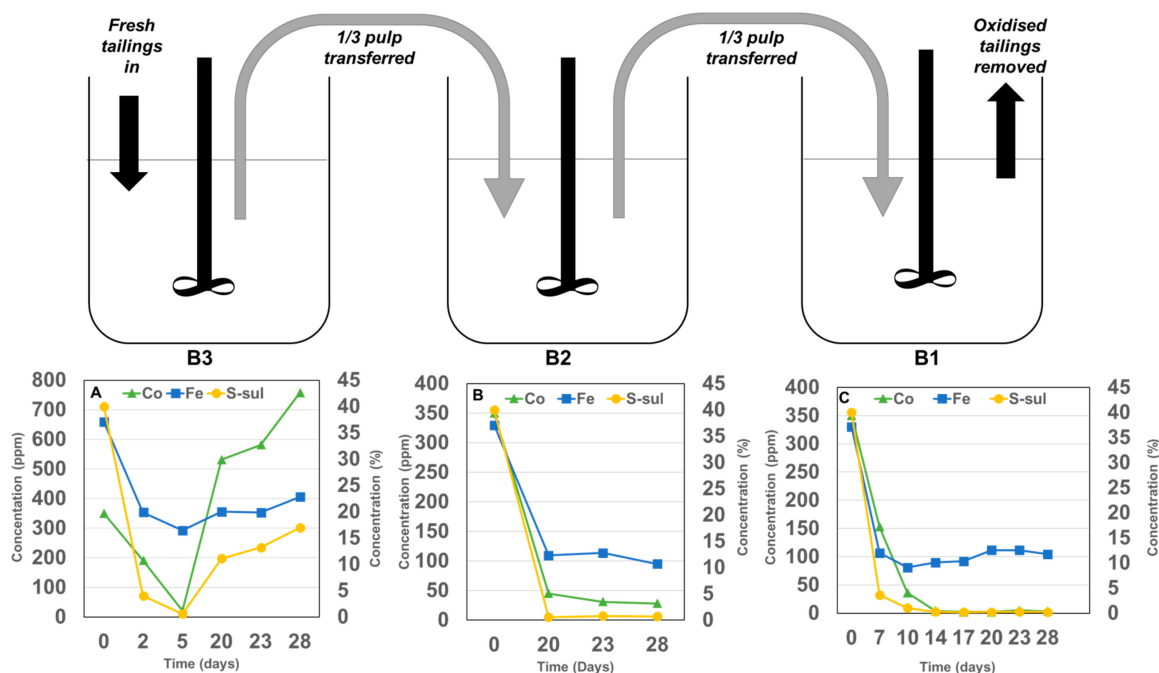 Fresh
tailings
in
1/3 pulp
transferred
1/3 pulp
transferred
Oxidised
tailings
removed
B3
B2
B1
A
Co Fe S-sul
800
700
600
500
400
300
200
100
0
45
40
35
30
25
20
15
10
5
0
Concentation (ppm)
Concentration (%)
0 2 5 20 23 28
Time (days)
B
Co Fe S-sul
400
350
300
250
200
150
100
50
0
45
40
35
30
25
20
15
10
5
0
Concentration (ppm)
Concentration (%)
0 20 23 28
Time (Days)
C
Co Fe S-sul
400
350
300
250
200
150
100
50
0
45
40
35
30
25
20
15
10
5
0
Concentration (ppm)
Concentration (%)
0 7 10 14 17 20 23 28
Time (days)